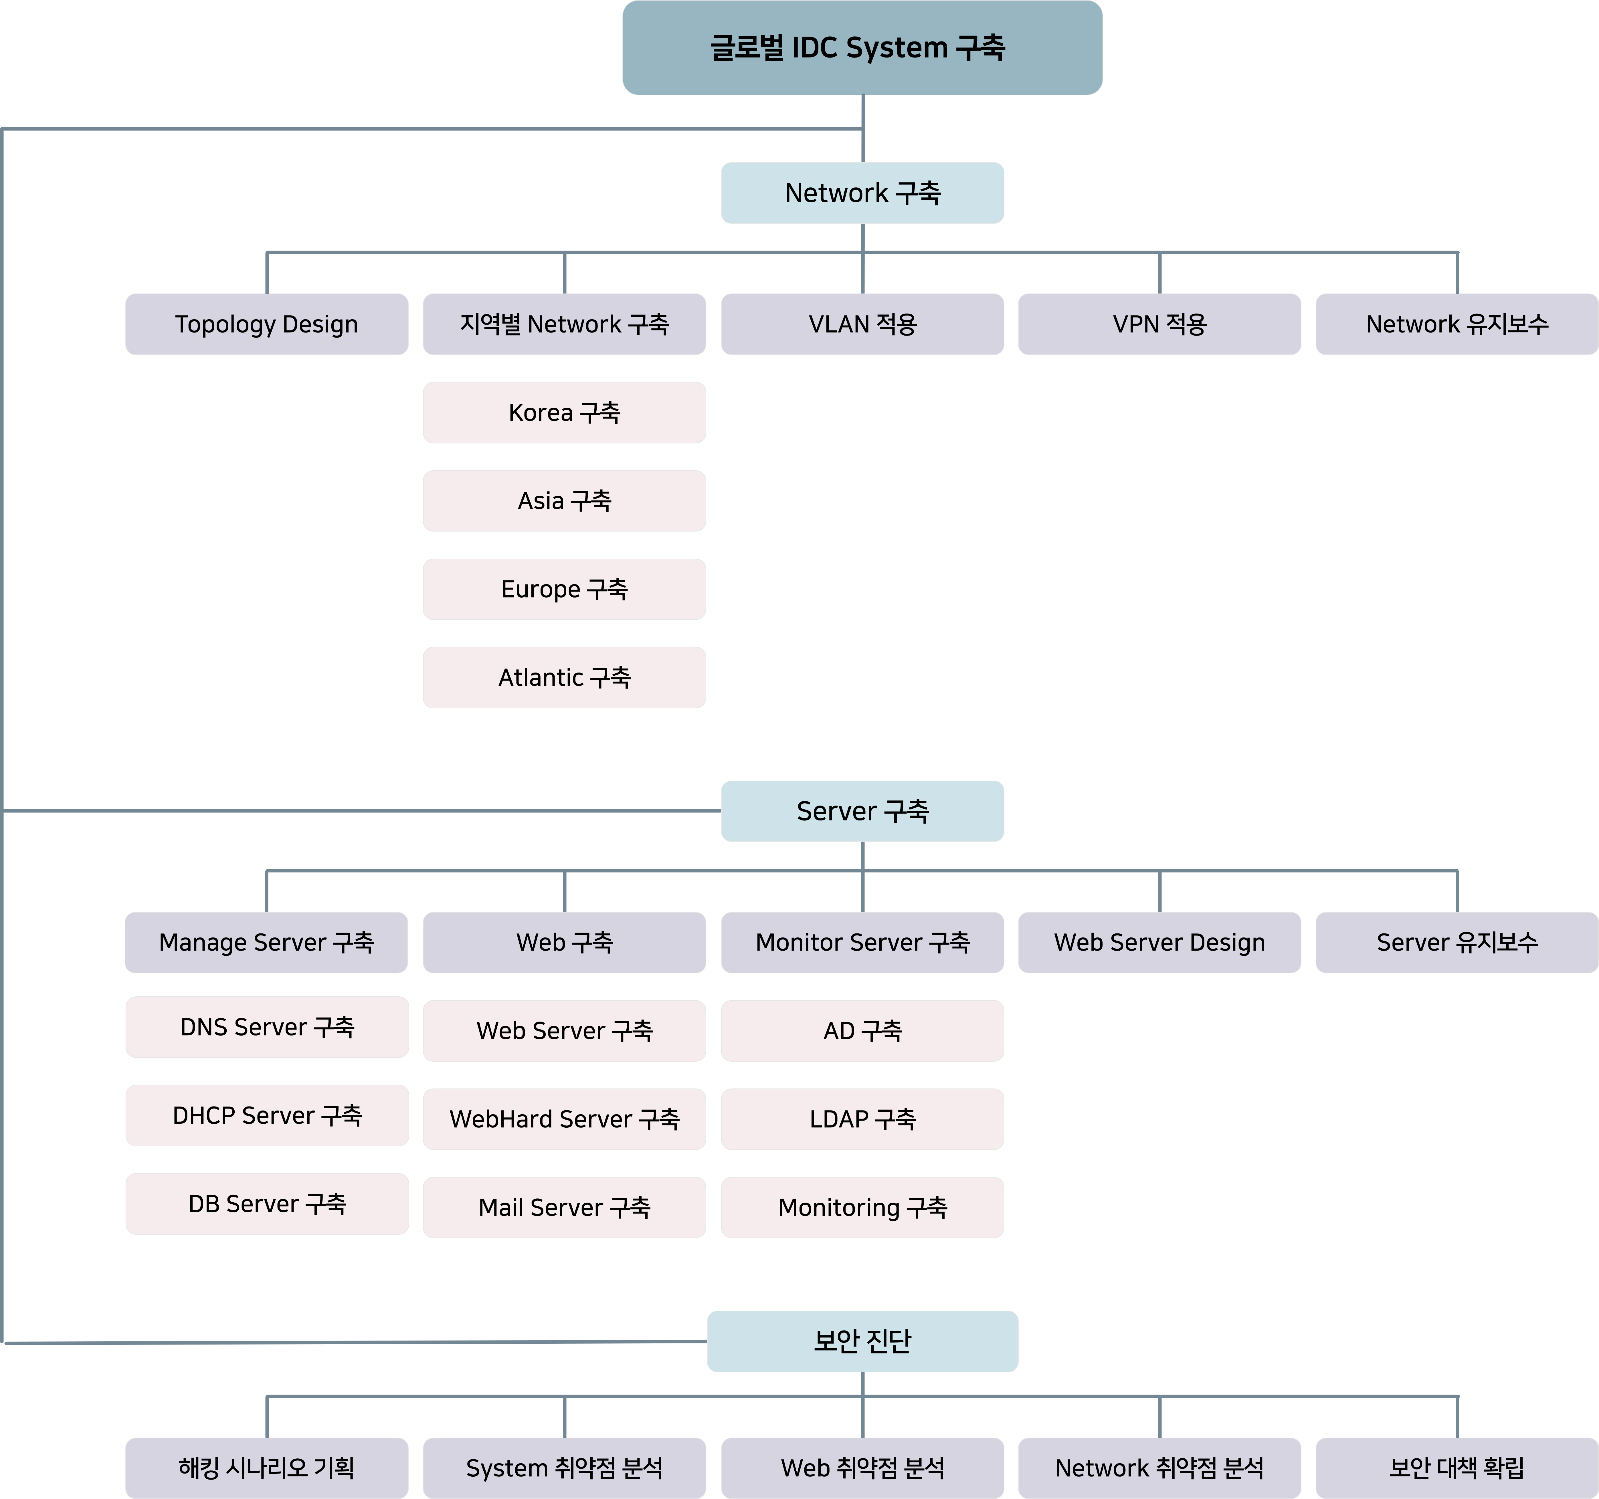 글로벌 IDC System 구축
Network 구축
Topology Design
지역별 Network 구축
VLAN 적용
VPN 적용
Network 유지보수
Korea 구축
Asia 구축
Europe 구축
Atlantic 구축
Server 구축
Manage Server 구축
Web 구축
Monitor Server 구축
Web Server Design
Server 유지보수
DNS Server 구축
Web Server 구축
AD 구축
DHCP Server 구축
WebHard Server 구축
LDAP 구축
DB Server 구축
Mail Server 구축
Monitoring 구축
보안 진단
해킹 시나리오 기획
System 취약점 분석
Web 취약점 분석
Network 취약점 분석
보안 대책 확립